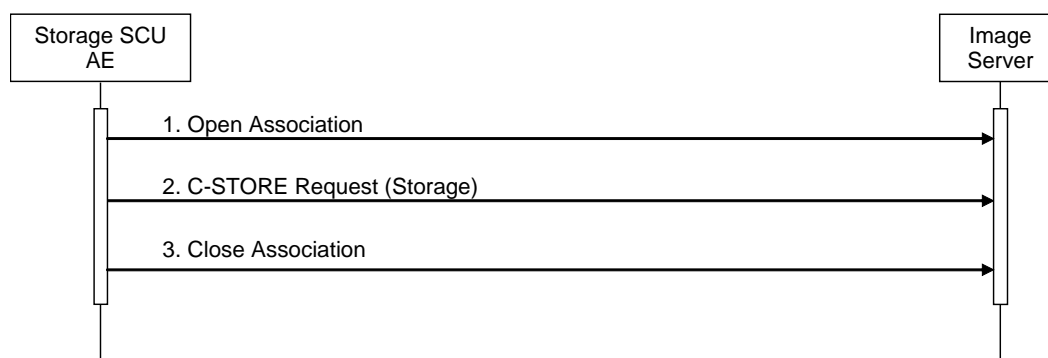 Storage SCU
AE
Image
Server
1. Open Association
2. C-STORE Request (Storage)
3. Close Association